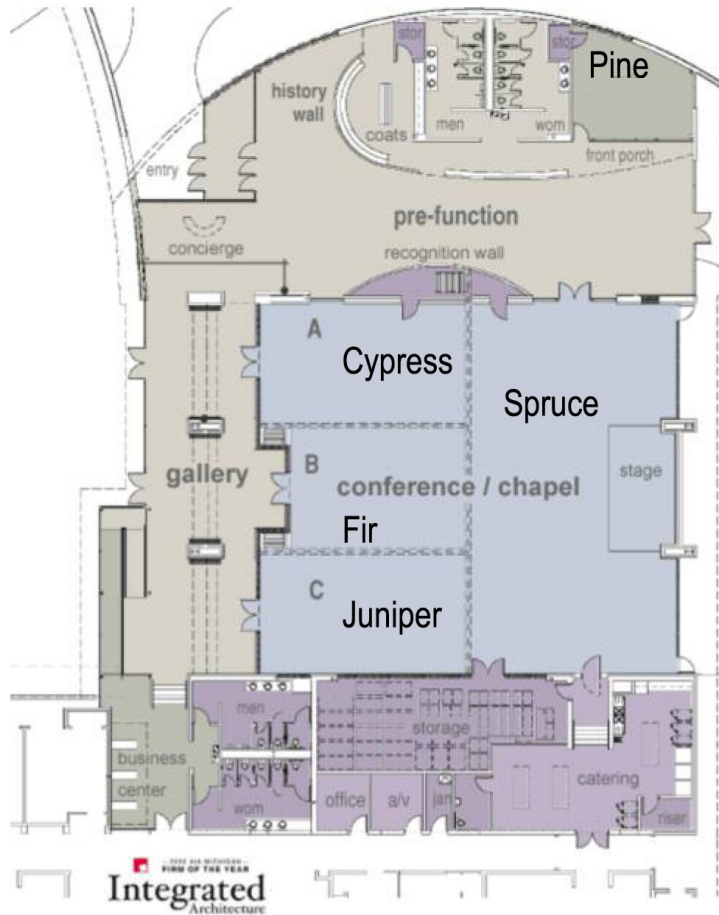 stor
stor
Pine
history
wall
coats
men
wom
front porch
entry
pre-function
concierge
recognition wall
A
Cypress
Spruce
gallery
B
conference / chapel
stage
Fir
C
Juniper
men
storage
business
center
catering
wom
office
a/v
jan
riser
FIRM OF THE YEAR
Integrated
Architecture